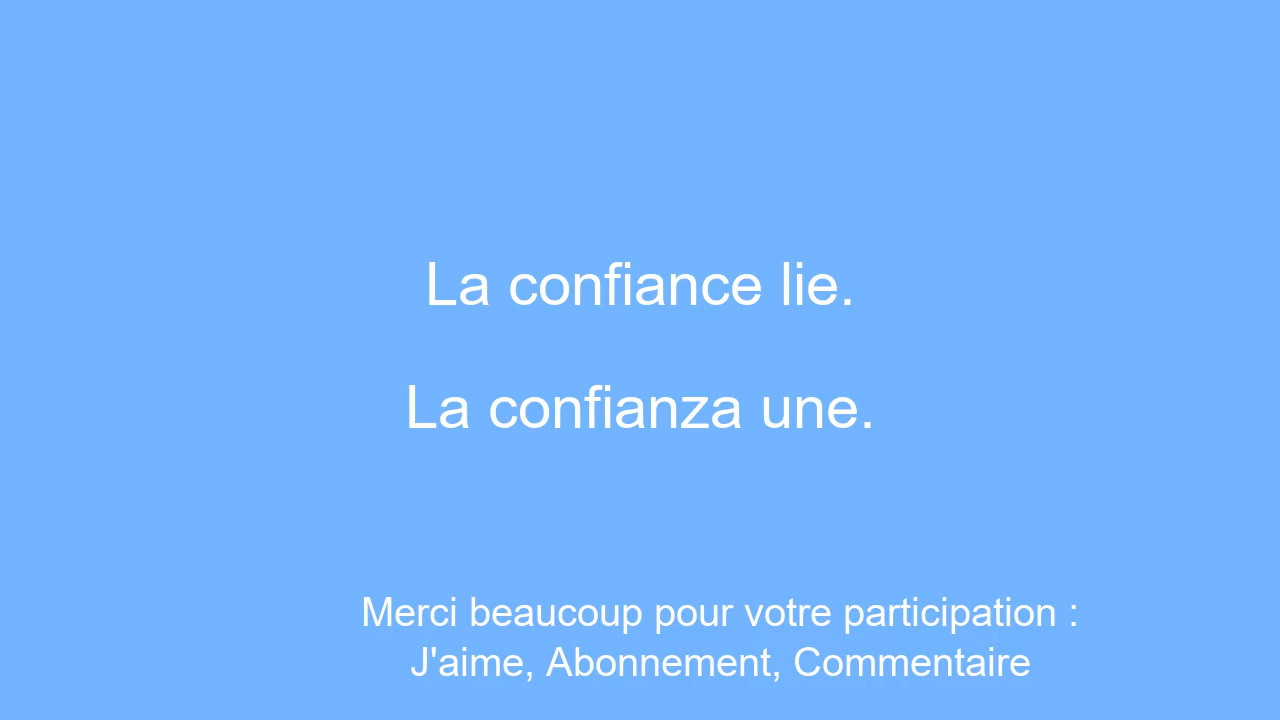 La confiance lie.
La confianza une.
Merci beaucoup pour votre participation :
J'aime, Abonnement, Commentaire